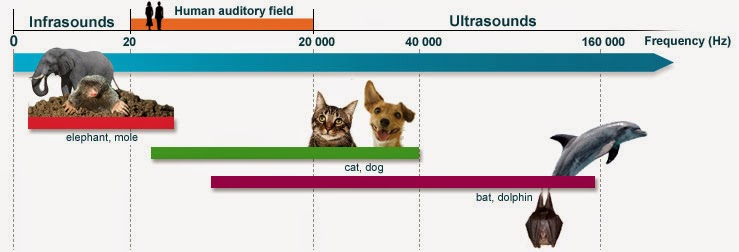 Infrasounds
Human auditory field
Ultrasounds
0
20
20 000
40 000
160 000
Frequency (Hz)
elephant, mole
cat, dog
bat, dolphin